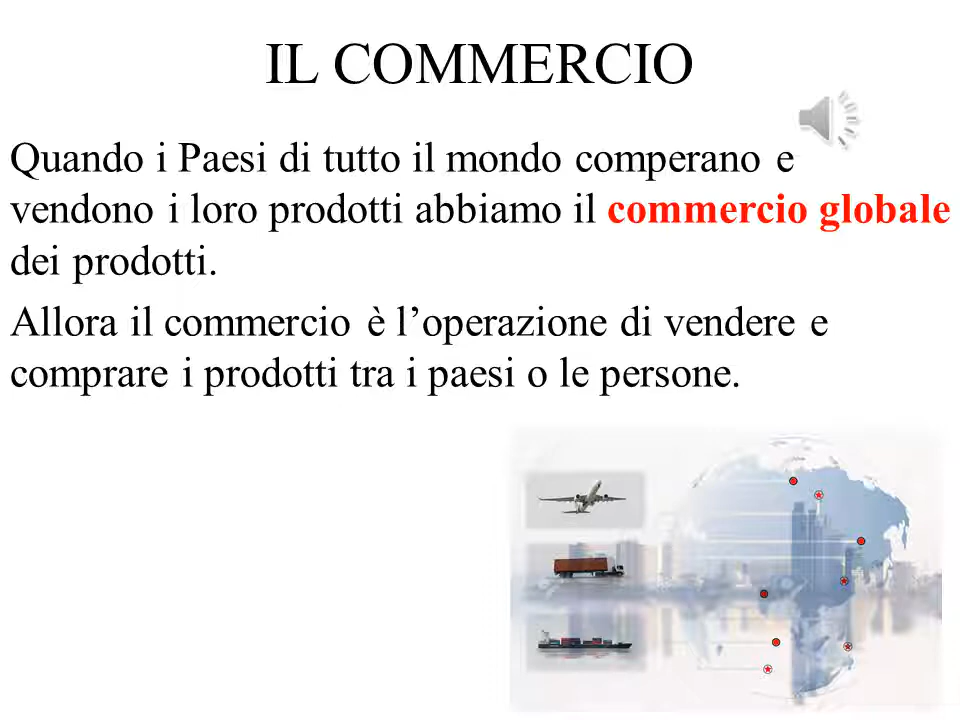 IL COMMERCIO
Quando i Paesi di tutto il mondo comperano e
vendono i loro prodotti abbiamo il commercio globale
dei prodotti.
Allora il commercio è l’operazione di vendere e
comprare i prodotti tra i paesi o le persone.